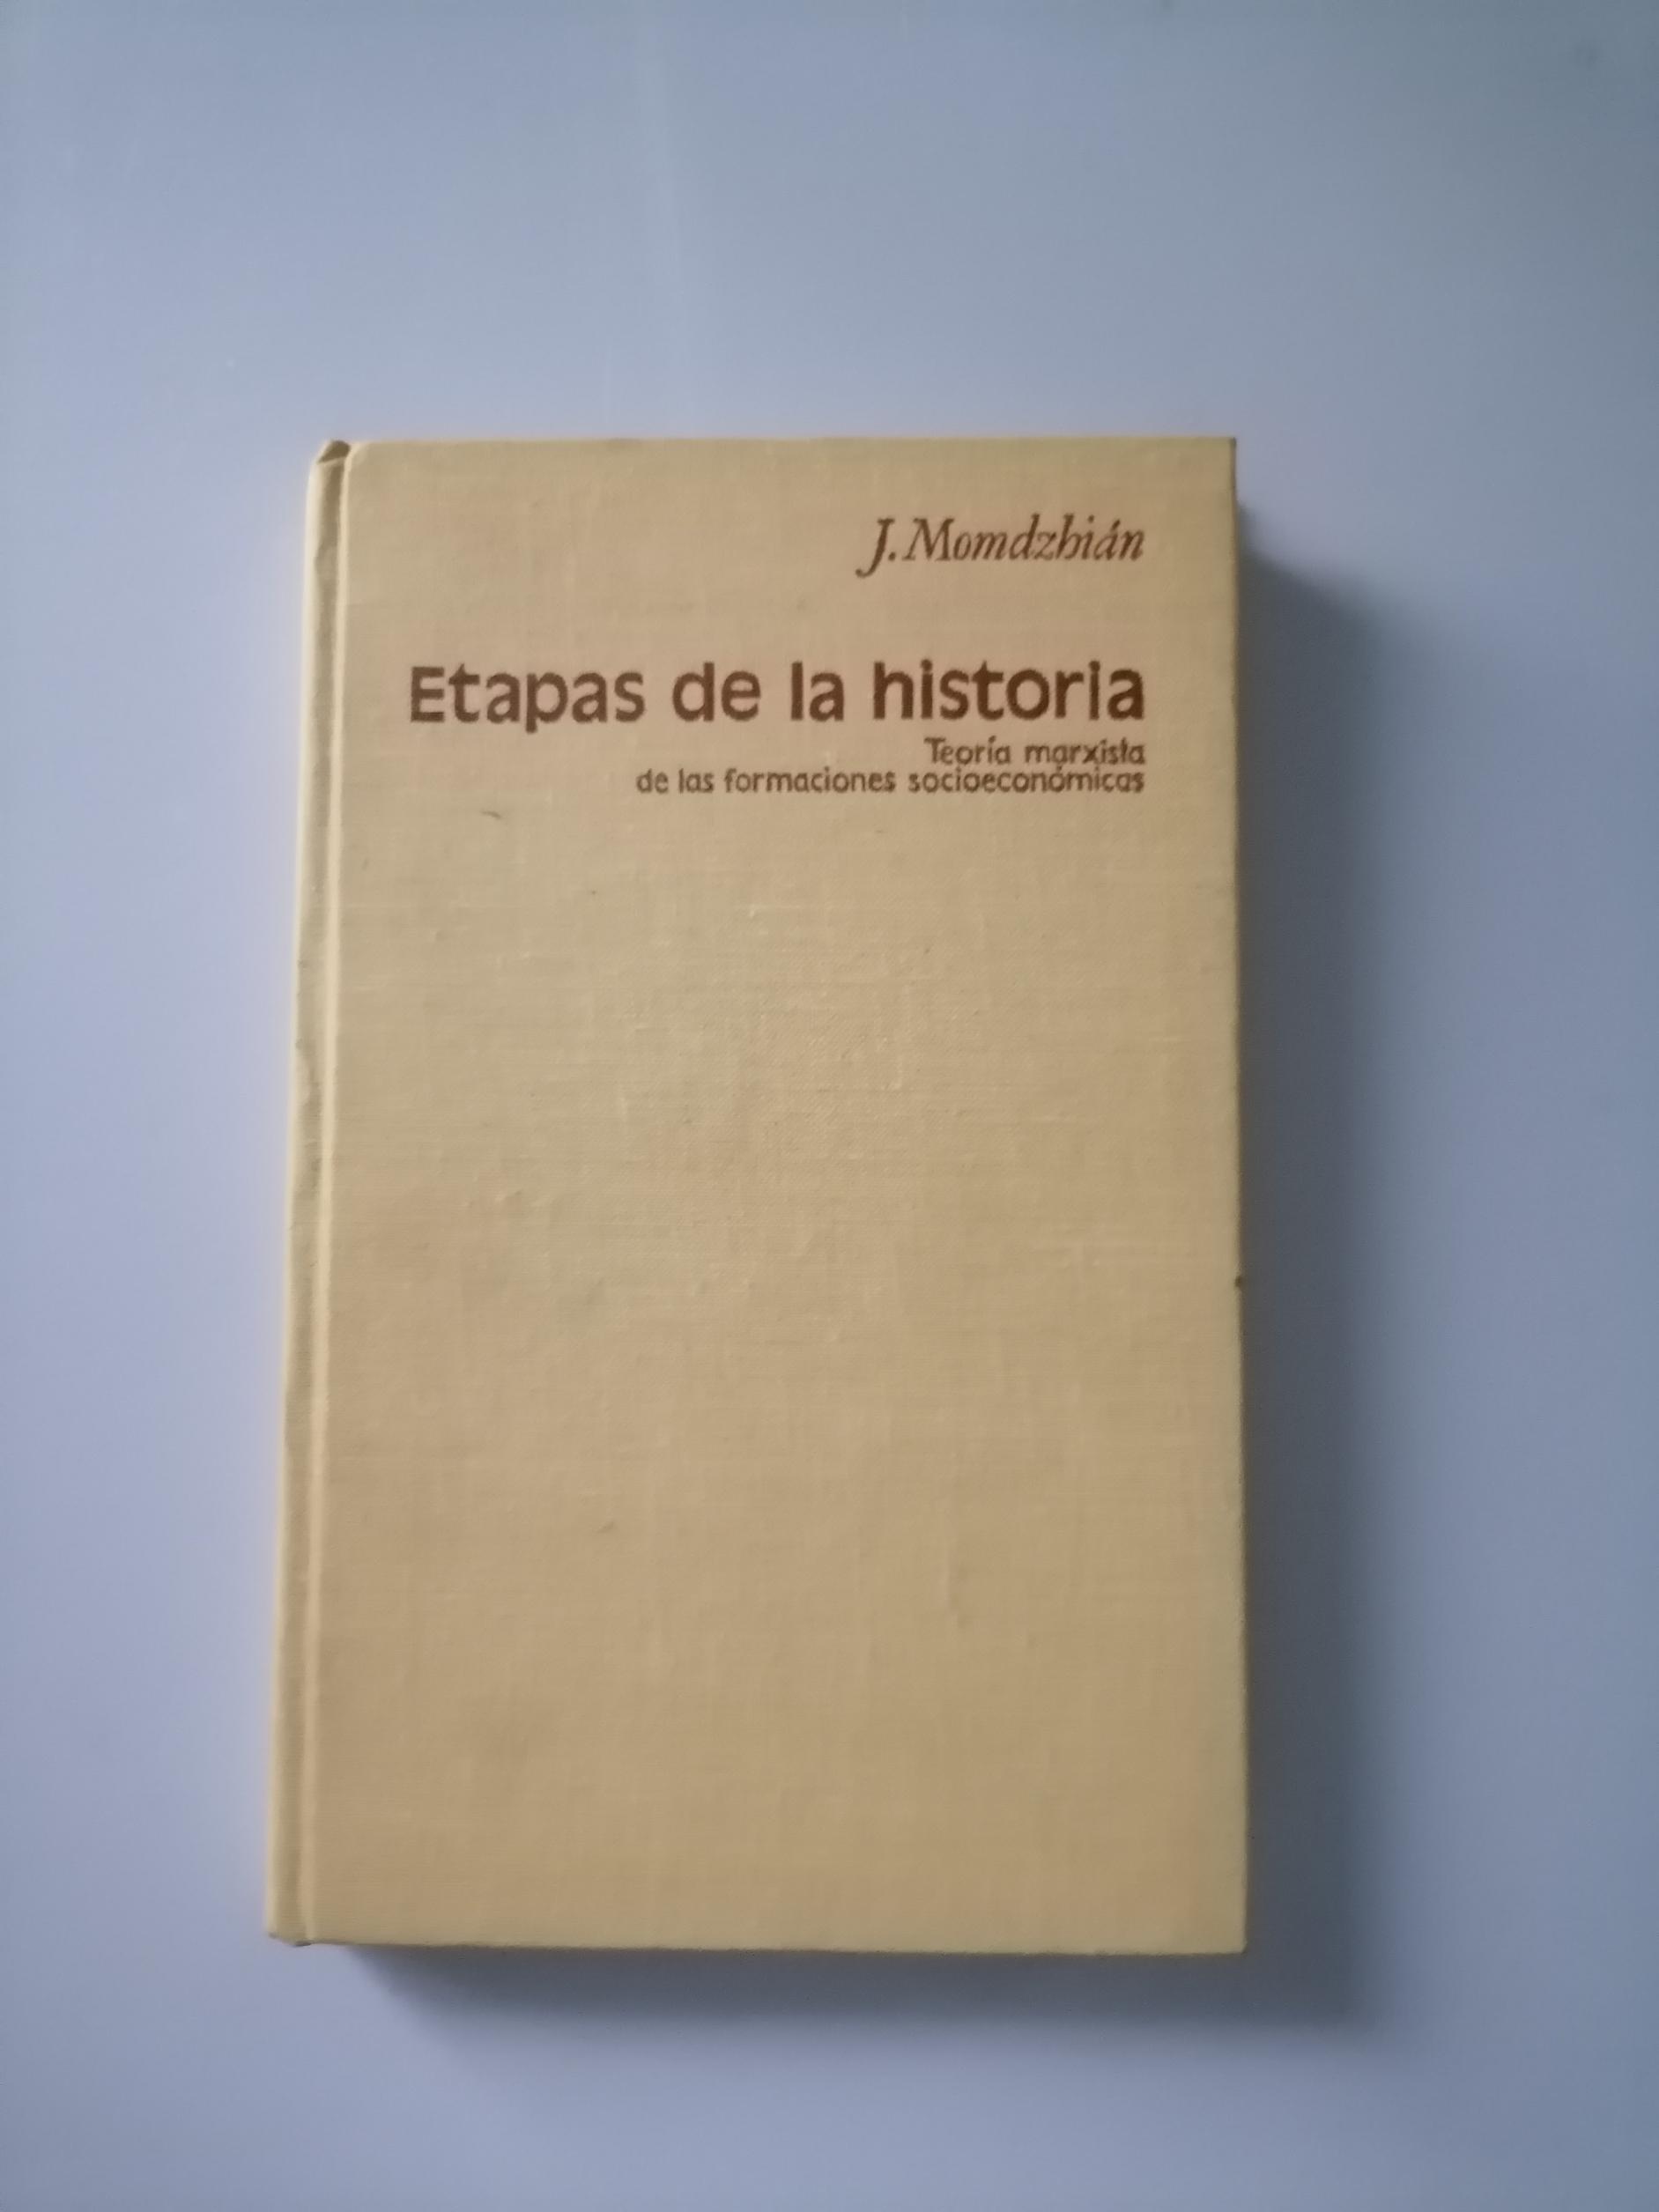 J. Momdzhián
Etapas de la historia
Teoría marxista
de las formaciones socioeconómicas